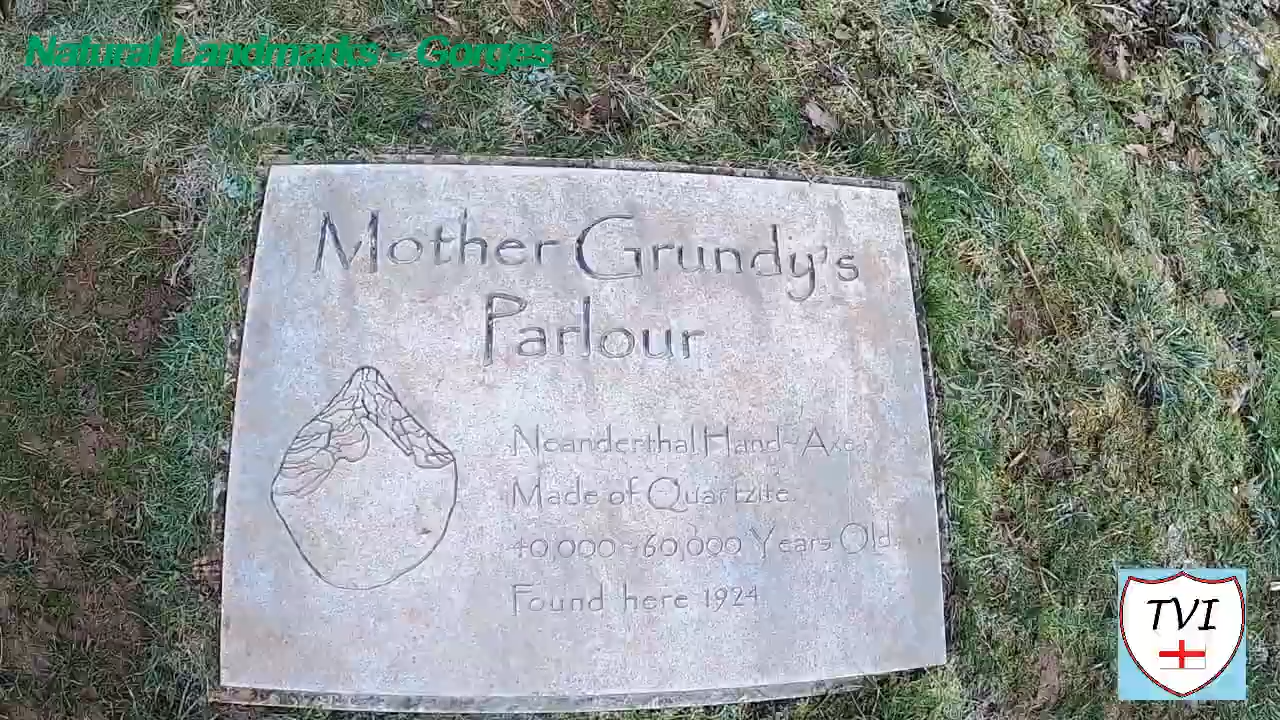 Natural Landmarks - Gorges
Mother Grundy's
Parlour
Neanderthal Hand-Axe
Made of Quartzite
40,000-60,000 Years Old
Found here 1924
TVI